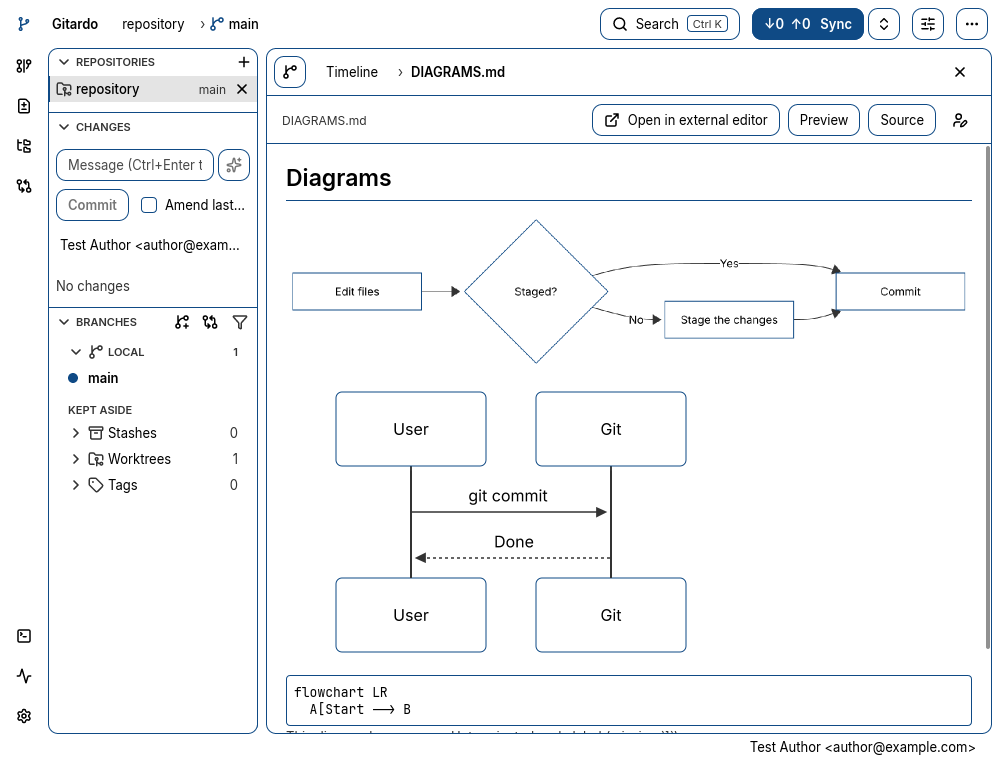 Gitardo
repository
main
Search
Ctrl K
↓0 ↑0 Sync
REPOSITORIES
repository
main
CHANGES
Message (Ctrl+Enter t
Commit
Amend last...
Test Author <author@exam...
No changes
BRANCHES
LOCAL
1
main
KEPT ASIDE
Stashes
0
Worktrees
1
Tags
0
Timeline
DIAGRAMS.md
DIAGRAMS.md
Open in external editor
Preview
Source
Diagrams
Edit files
Staged?
Yes
No
Stage the changes
Commit
User
Git
git commit
Done
User
Git
flowchart LR
A[Start --> B
Test Author <author@example.com>